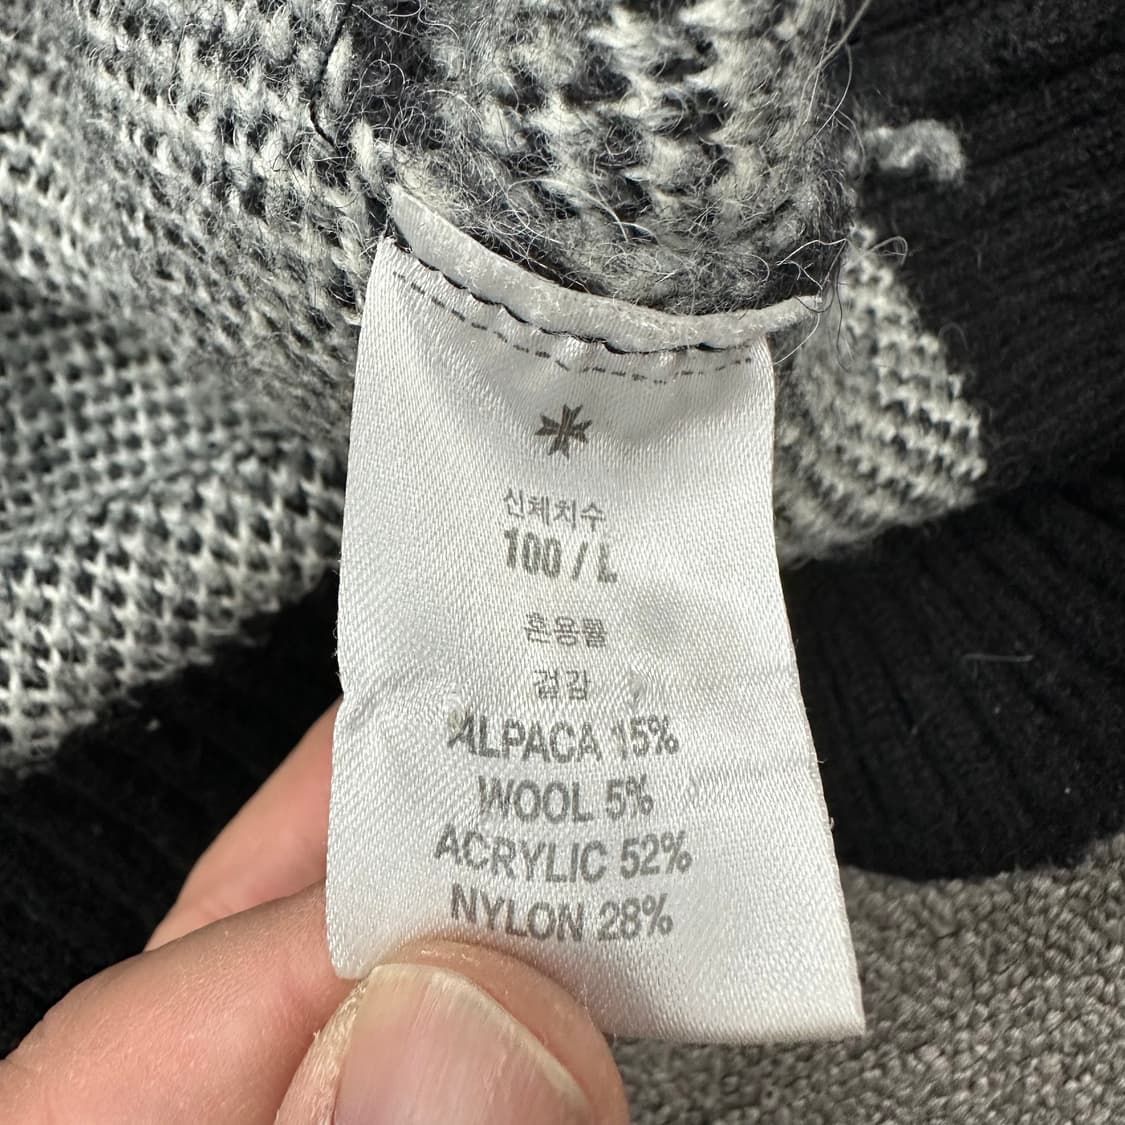 신체치수
100 / L
혼용률
겉감
ALPACA 15%
WOOL 5%
ACRYLIC 52%
NYLON 28%